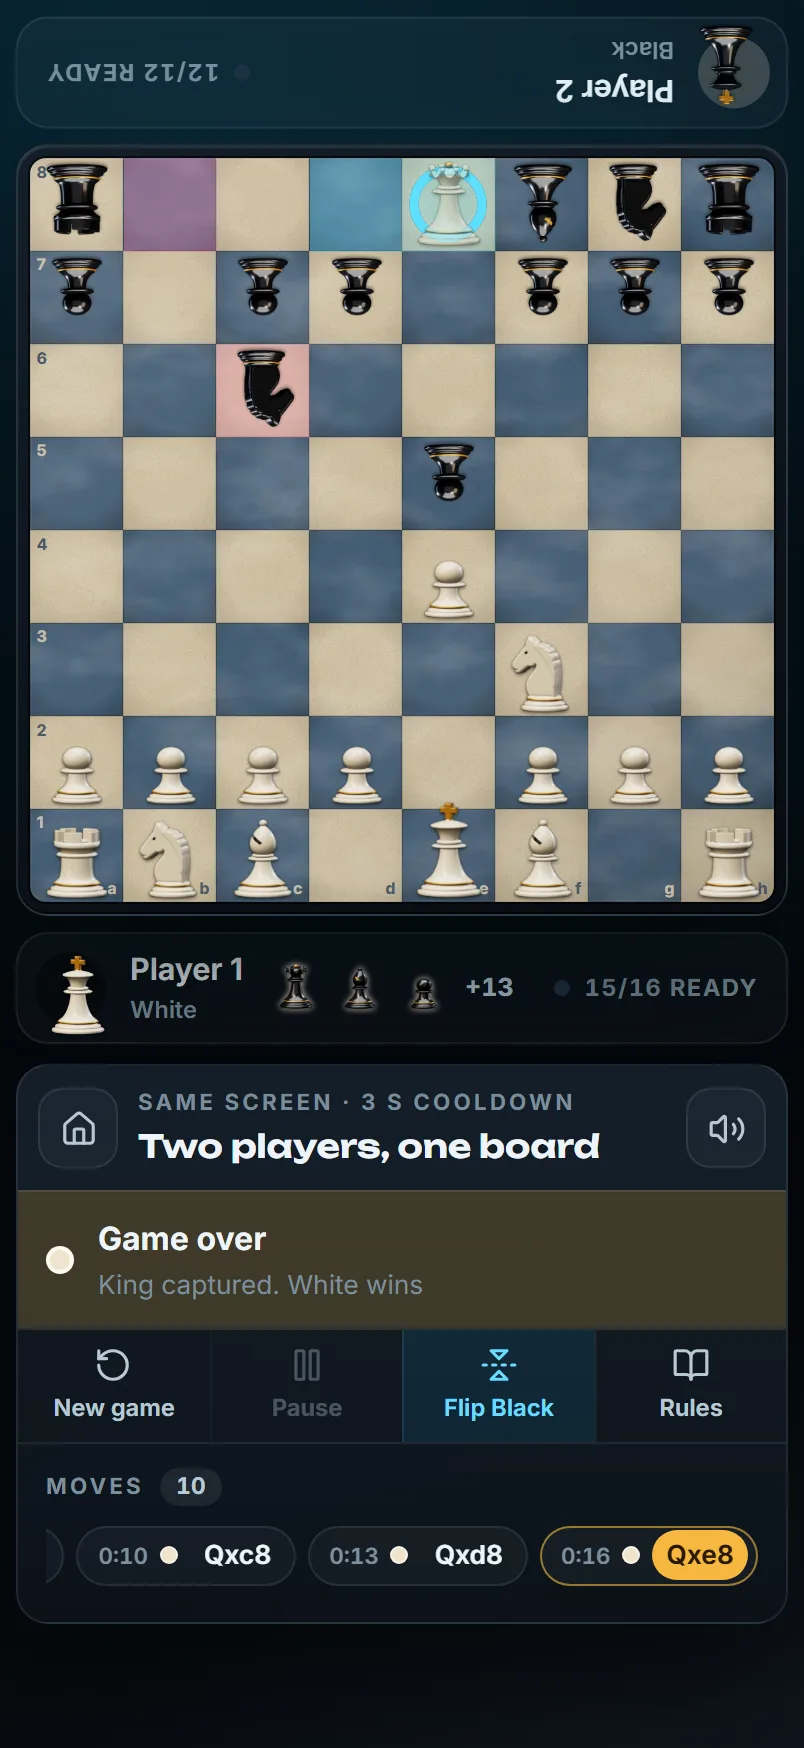 Player 2
Black
12/12 READY
8
7
6
5
4
3
2
1
a b c d e f g h
Player 1
White
+13
15/16 READY
SAME SCREEN · 3 S COOLDOWN
Two players, one board
Game over
King captured. White wins
New game
Pause
Flip Black
Rules
MOVES 10
0:10 Qxc8
0:13 Qxd8
0:16 Qxe8